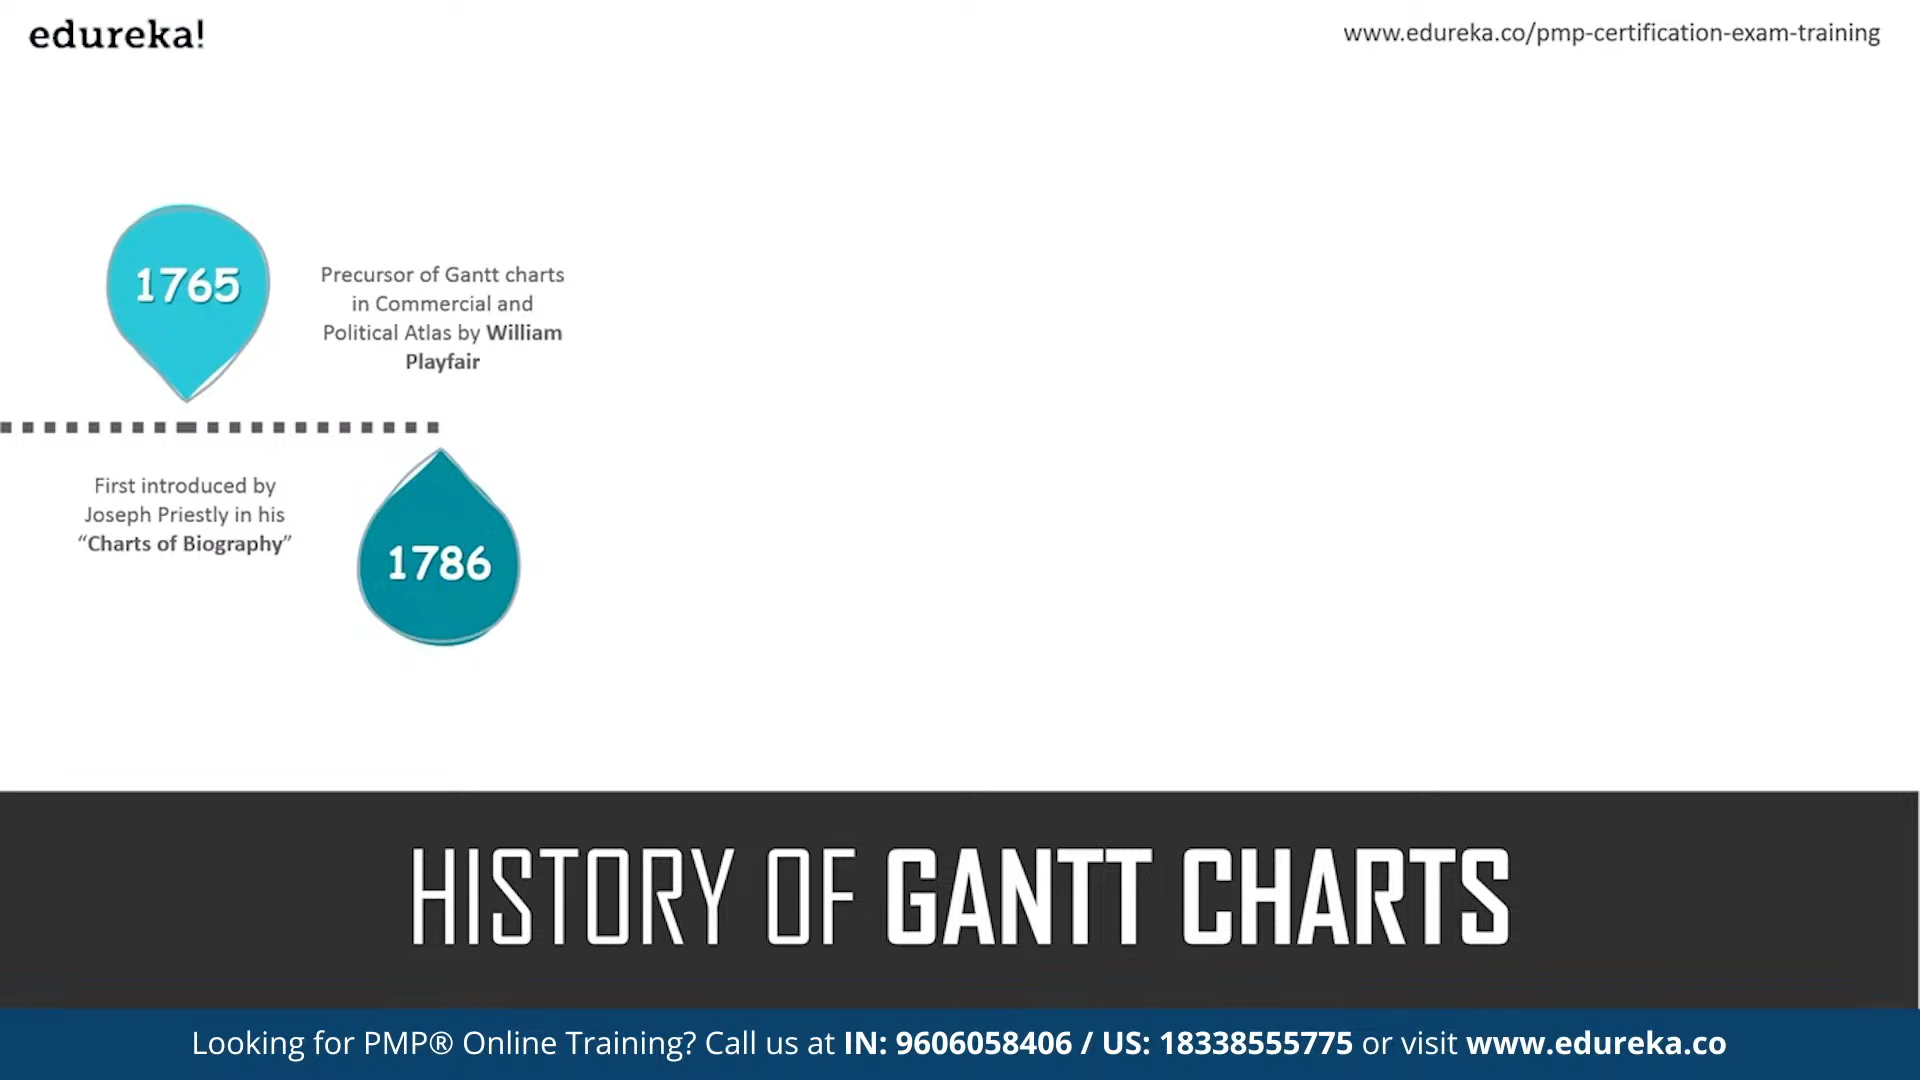 edureka!
www.edureka.co/pmp-certification-exam-training
1765
Precursor of Gantt charts
in Commercial and
Political Atlas by William
Playfair
First introduced by
Joseph Priestly in his
“Charts of Biography”
1786
HISTORY OF GANTT CHARTS
Looking for PMP® Online Training? Call us at IN: 9606058406 / US: 18338555775 or visit www.edureka.co